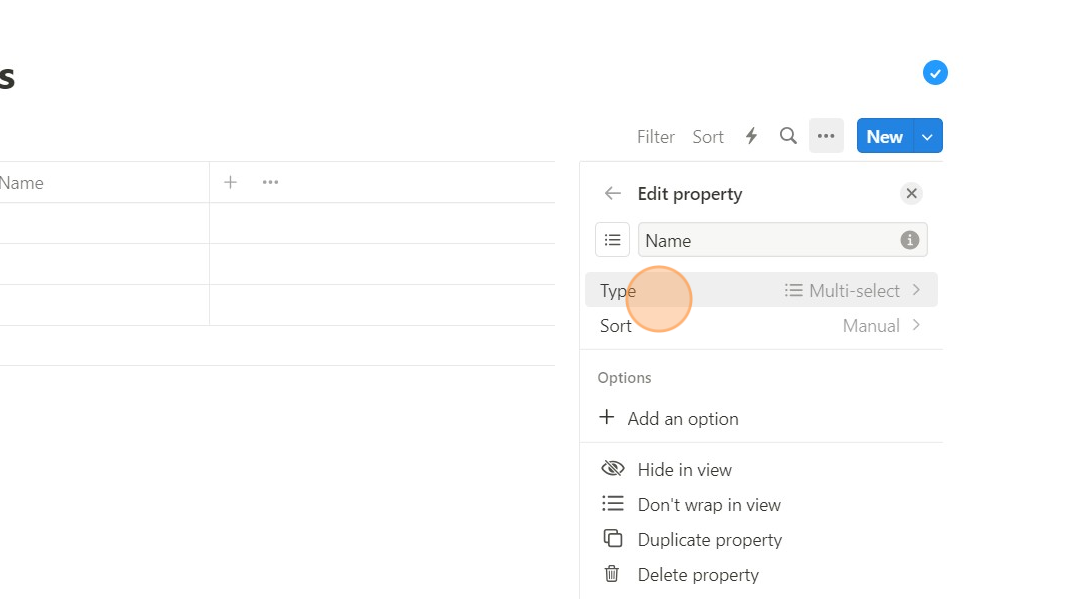 s
Filter Sort New
Name
Edit property
Name
Type Multi-select
Sort Manual
Options
Add an option
Hide in view
Don't wrap in view
Duplicate property
Delete property